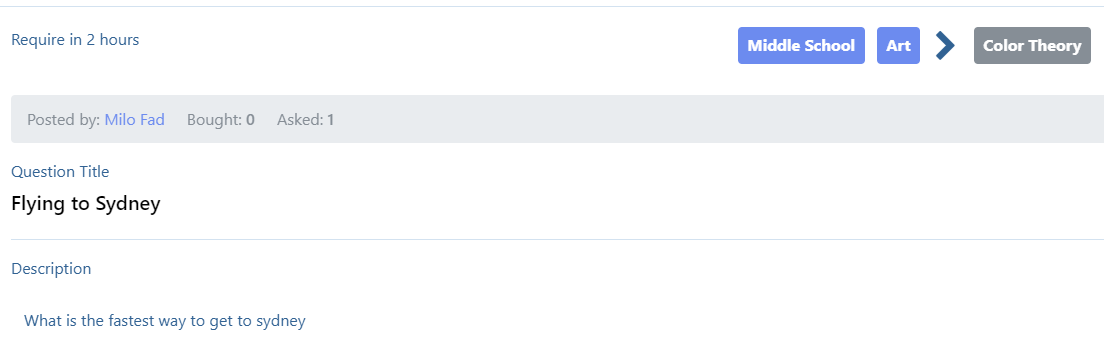 Require in 2 hours
Middle School Art Color Theory
Posted by: Milo Fad Bought: 0 Asked: 1
Question Title
Flying to Sydney
Description
What is the fastest way to get to sydney